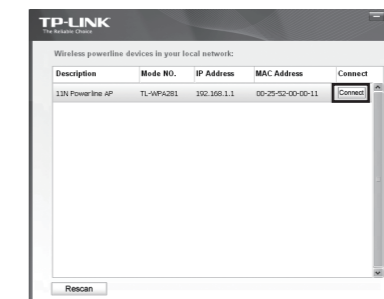 TP-LINK
The Reliable Choice
Wireless powerline devices in your local network:
Description Mode NO. IP Address MAC Address Connect
11N Powerline AP TL-WPA281 192.168.1.1 00-25-52-00-00-11 Connect
Rescan